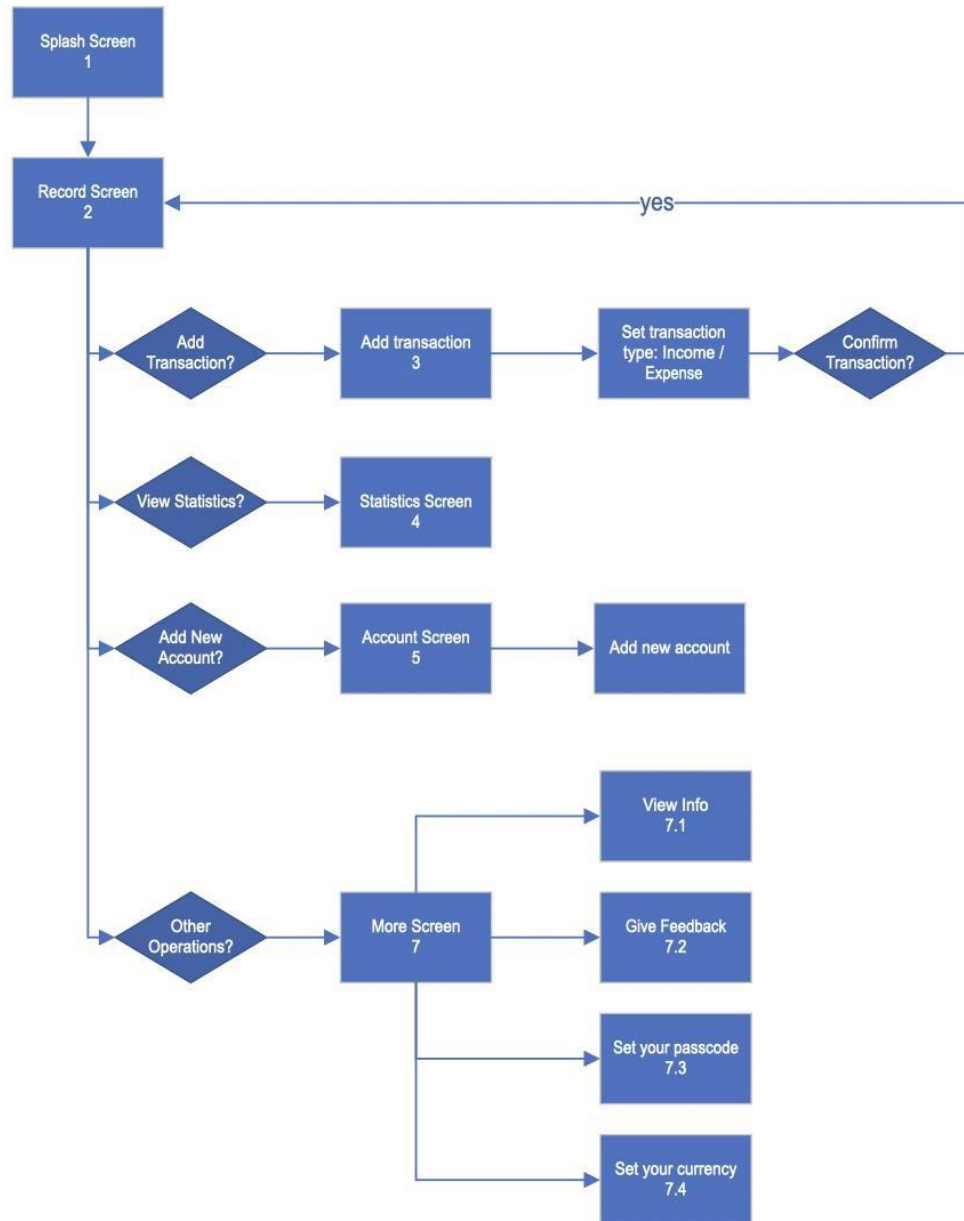 Splash Screen
1
Record Screen
2
yes
Add
Transaction?
Add transaction
3
Set transaction
type: Income /
Expense
Confirm
Transaction?
View Statistics?
Statistics Screen
4
Add New
Account?
Account Screen
5
Add new account
View Info
7.1
Other
Operations?
More Screen
7
Give Feedback
7.2
Set your passcode
7.3
Set your currency
7.4